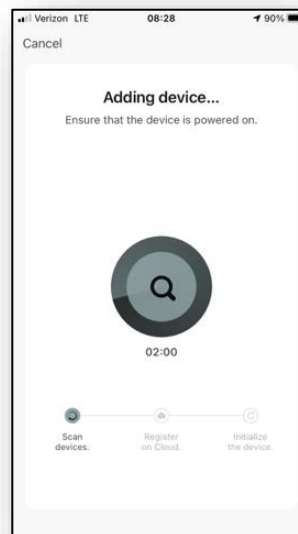 Verizon LTE 08:28 90%
Cancel
Adding device...
Ensure that the device is powered on.
02:00
Scan devices.
Register on Cloud.
Initialize the device.